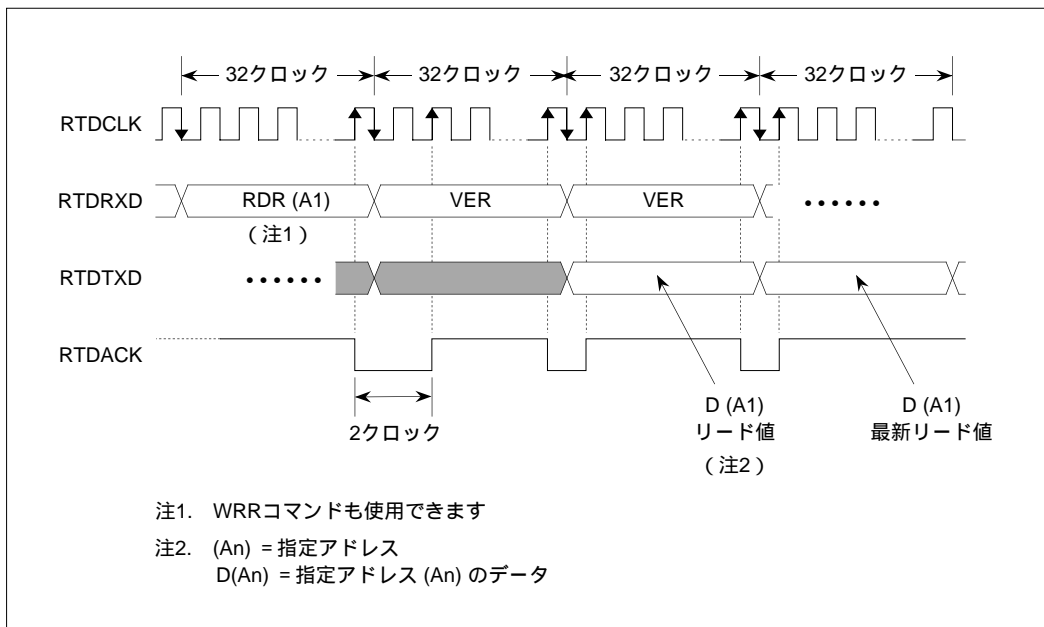 32クロック 32クロック 32クロック 32クロック
RTDCLK
RTDRXD RDR (A1) VER VER ••••••
（注1）
RTDTXD ••••••
RTDACK
2クロック
D (A1) D (A1)
リード値 最新リード値
（注2）
注1. WRRコマンドも使用できます
注2. (An) = 指定アドレス
D(An) = 指定アドレス (An) のデータ